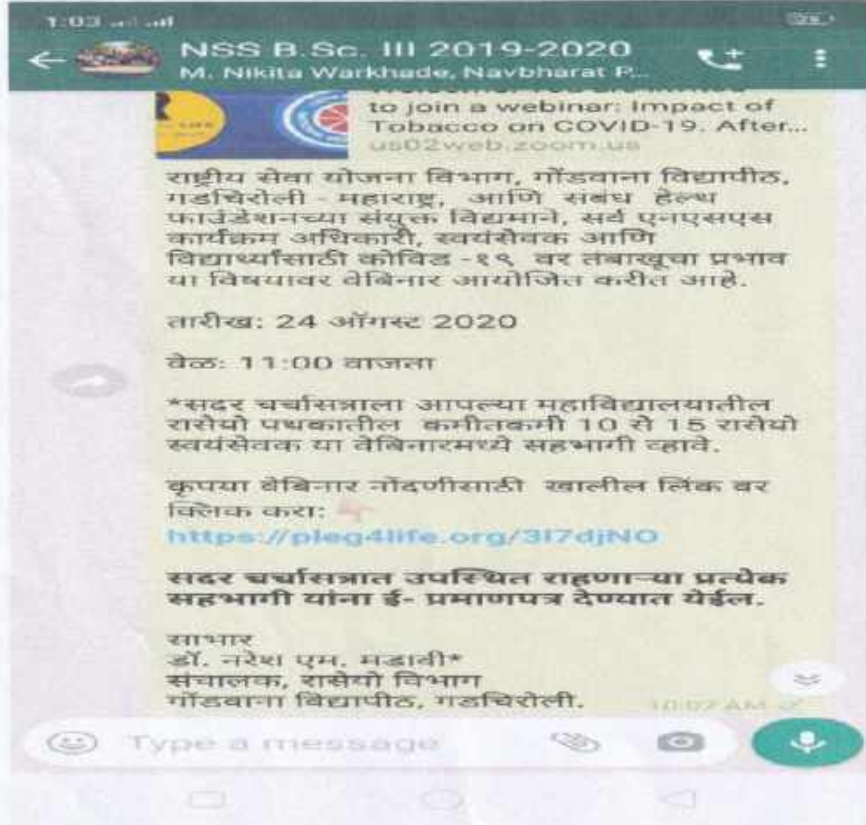 1:03
NSS B.Sc. III 2019-2020
M. Nikita Warkhade, Navbharat P...
to join a webinar: Impact of
Tobacco on COVID-19. After...
us02web.zoom.us
राष्ट्रीय सेवा योजना विभाग, गोंडवाना विद्यापीठ,
गडचिरोली - महाराष्ट्र, आणि सबंध हेल्थ
फाउंडेशनच्या संयुक्त विद्यमाने, सर्व एनएसएस
कार्यक्रम अधिकारी, स्वयंसेवक आणि
विद्यार्थ्यांसाठी कोविड -१९ वर तंबाखूचा प्रभाव
या विषयावर वेबिनार आयोजित करीत आहे.
तारीख: 24 ऑगस्ट 2020
वेळ: 11:00 वाजता
*सदर चर्चासत्राला आपल्या महाविद्यालयातील
रासेयो पथकातील कमीतकमी 10 से 15 रासेयो
स्वयंसेवक या वेबिनारमध्ये सहभागी व्हावे.
कृपया वेबिनार नोंदणीसाठी खालील लिंक वर
क्लिक करा:
https://pleg4life.org/3l7djNO
सदर चर्चासत्रात उपस्थित राहणाऱ्या प्रत्येक
सहभागी यांना ई- प्रमाणपत्र देण्यात येईल.
साभार
डॉ. नरेश एम. मडावी*
संचालक, रासेयो विभाग
गोंडवाना विद्यापीठ, गडचिरोली.
10:07 AM
Type a message